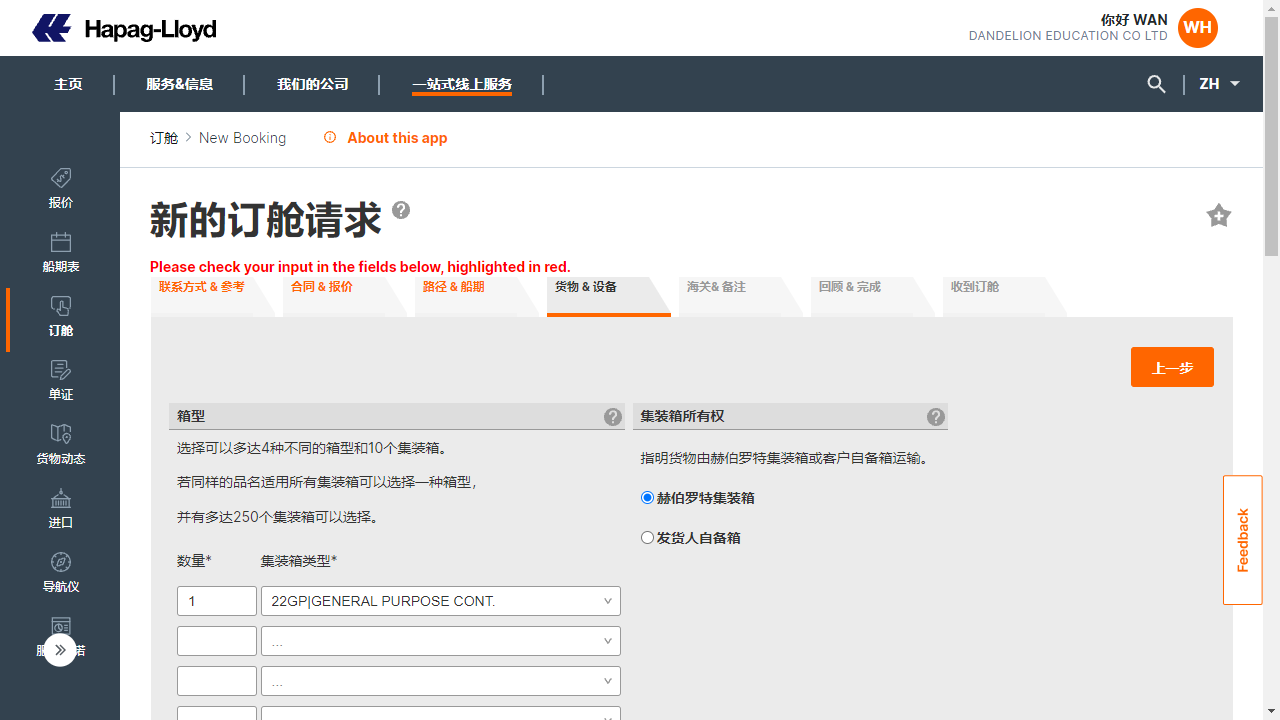 Hapag-Lloyd
你好 WAN
DANDELION EDUCATION CO LTD
WH
主页
服务&信息
我们的公司
一站式线上服务
ZH
订舱 > New Booking
About this app
报价
船期表
订舱
单证
货物动态
进口
导航仪
新的订舱请求
Please check your input in the fields below, highlighted in red.
联系方式 & 参考
合同 & 报价
路径 & 船期
货物 & 设备
海关& 备注
回顾 & 完成
收到订舱
上一步
箱型
选择可以多达4种不同的箱型和10个集装箱。
若同样的品名适用所有集装箱可以选择一种箱型,
并有多达250个集装箱可以选择。
数量* 集装箱类型*
1 22GP|GENERAL PURPOSE CONT.
...
...
集装箱所有权
指明货物由赫伯罗特集装箱或客户自备箱运输。
赫伯罗特集装箱
发货人自备箱
Feedback